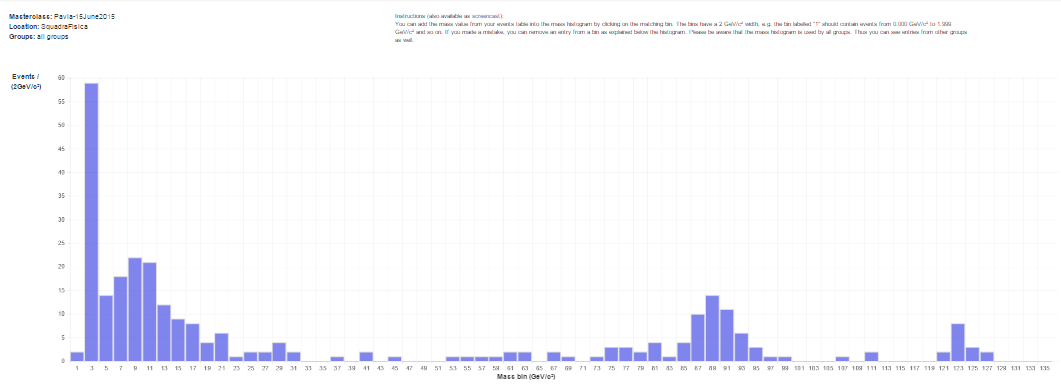 Masterclass: Pavia-15June2015
Location: SquadraFisica
Groups: all groups
Instructions (also available as screencast):
You can add the mass value from your events table into the mass histogram by clicking on the matching bin. The bins have a 2 GeV/c² width, e.g. the bin labelled "1" should contain events from 0.000 GeV/c² to 1.999
GeV/c² and so on. If you made a mistake, you can remove an entry from a bin as explained below the histogram. Please be aware that the mass histogram is used by all groups. Thus you can see entries from other groups
as well.
Events /
(2GeV/c²)
60
55
50
45
40
35
30
25
20
15
10
5
0
1 3 5 7 9 11 13 15 17 19 21 23 25 27 29 31 33 35 37 39 41 43 45 47 49 51 53 55 57 59 61 63 65 67 69 71 73 75 77 79 81 83 85 87 89 91 93 95 97 99 101 103 105 107 109 111 113 115 117 119 121 123 125 127 129 131 133 135
Mass bin (GeV/c²)